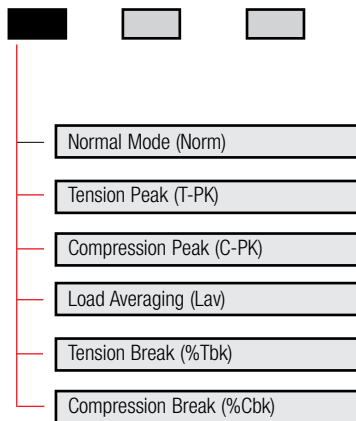 Normal Mode (Norm)
Tension Peak (T-PK)
Compression Peak (C-PK)
Load Averaging (Lav)
Tension Break (%Tbk)
Compression Break (%Cbk)